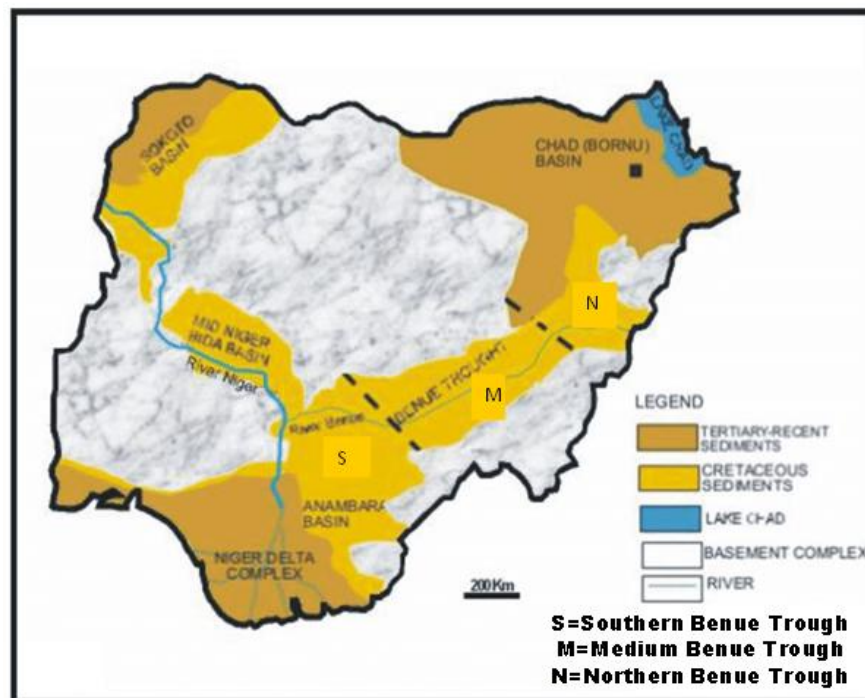 SOKOTO
BASIN
CHAD (BORNU)
BASIN
LAKE CHAD
N
MID NIGER
BIDA BASIN
River Niger
BENUE THOUGHT
M
River Benue
S
ANAMBARA
BASIN
NIGER DELTA
COMPLEX
200Km
LEGEND
TERTIARY-RECENT
SEDIMENTS
CRETACEOUS
SEDIMENTS
LAKE CHAD
BASEMENT COMPLEX
RIVER
S=Southern Benue Trough
M=Medium Benue Trough
N=Northern Benue Trough